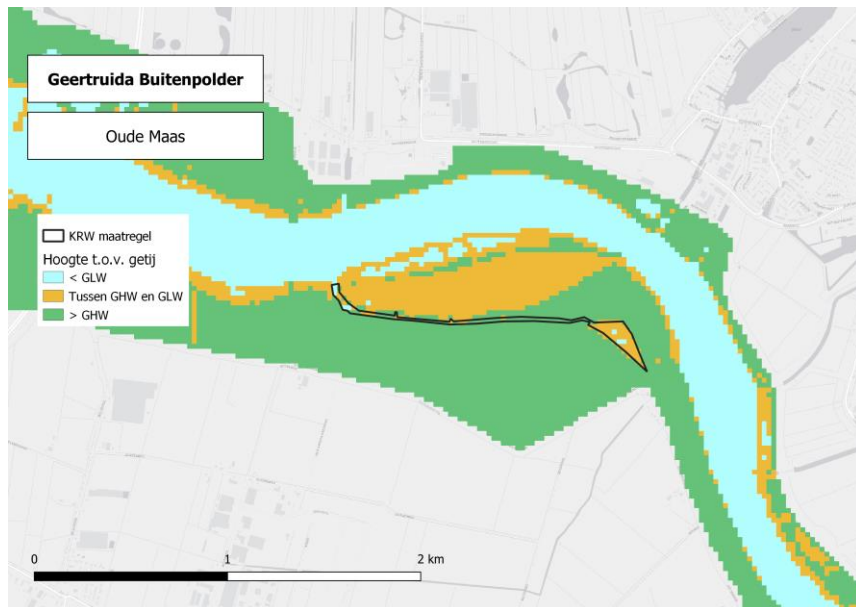 Geertruida Buitenpolder
Oude Maas
KRW maatregel
Hoogte t.o.v. getij
< GLW
Tussen GHW en GLW
> GHW
0
1
2 km